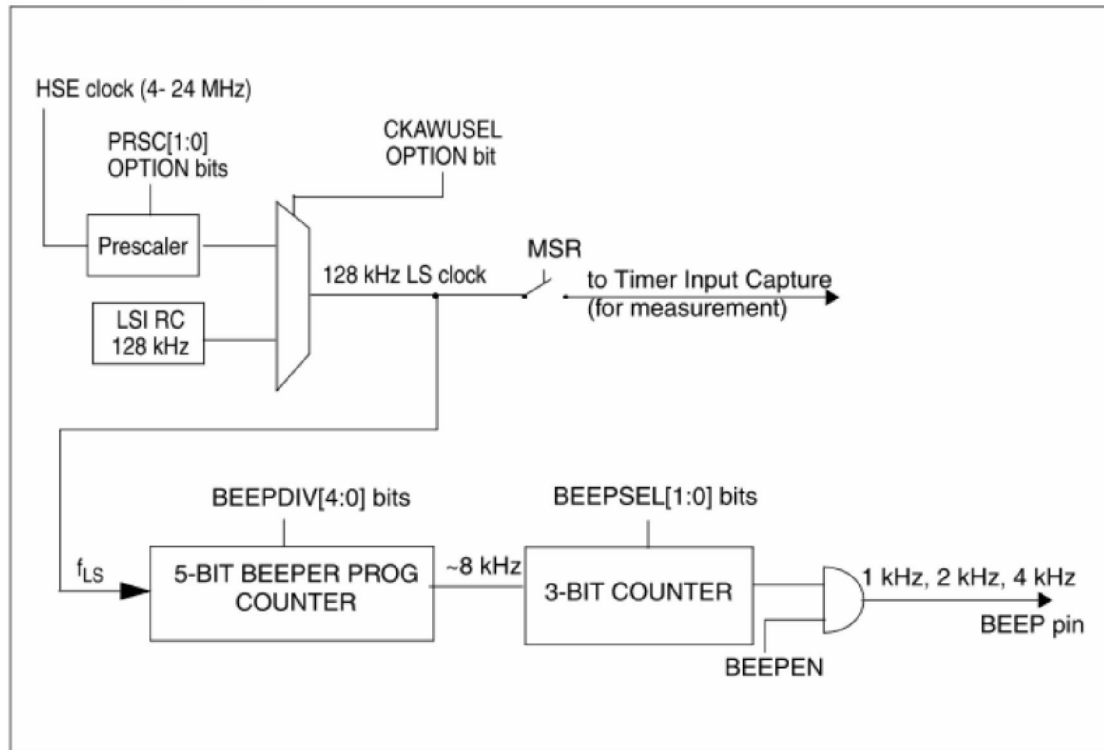 HSE clock (4- 24 MHz)
PRSC[1:0]
OPTION bits
CKAWUSEL
OPTION bit
Prescaler
MSR
128 kHz LS clock
to Timer Input Capture
(for measurement)
LSI RC
128 kHz
BEEPDIV[4:0] bits
BEEPSEL[1:0] bits
fLS
5-BIT BEEPER PROG
COUNTER
~8 kHz
3-BIT COUNTER
1 kHz, 2 kHz, 4 kHz
BEEP pin
BEEPEN